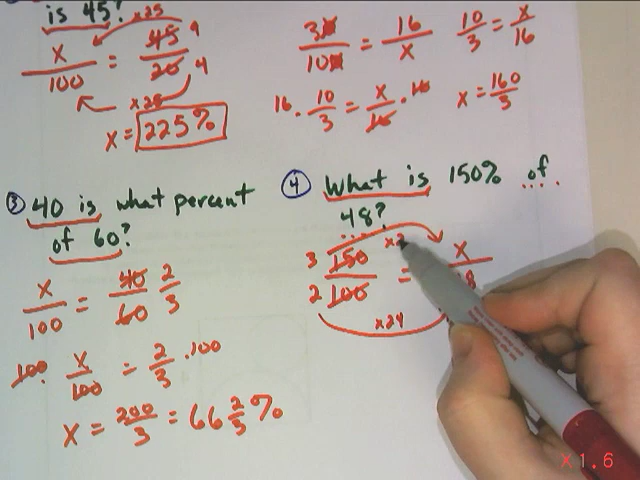 is 45?
x25
x/100 = 45/20 9/4
x25
x = 225%
30/100 = 16/x
10/3 = x/16
16 · 10/3 = x/16 · 16
x = 160/3
③ 40 is what percent
of 60?
x/100 = 40/60 2/3
100 · x/100 = 2/3 · 100
x = 200/3 = 66 2/3 %
④ What is 150% of
48?
3 150 / 2 100 = x/
x24
x1.6